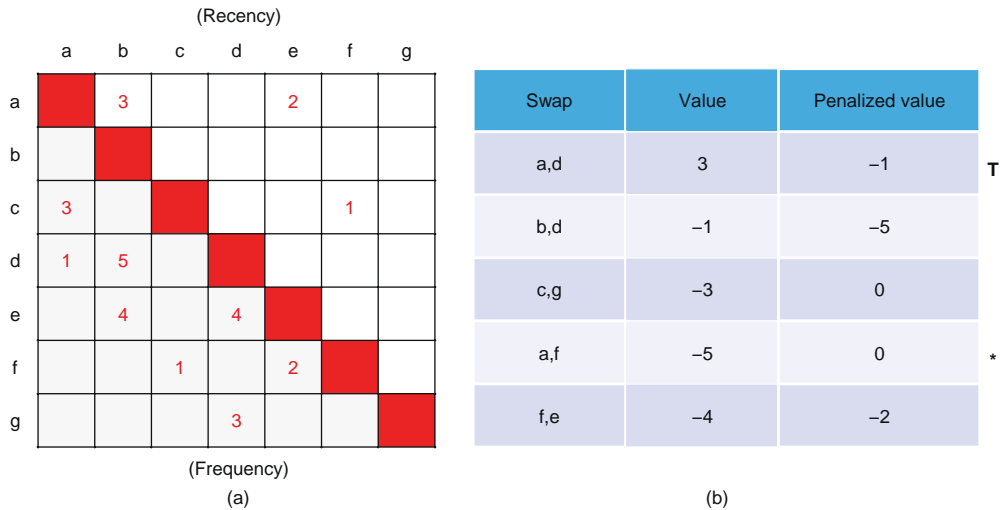 (Recency)
a b c d e f g
a 3 2
b
c 3 1
d 1 5
e 4 4
f 1 2
g 3
(Frequency)
(a)
Swap Value Penalized value
a,d 3 −1 T
b,d −1 −5
c,g −3 0
a,f −5 0 *
f,e −4 −2
(b)